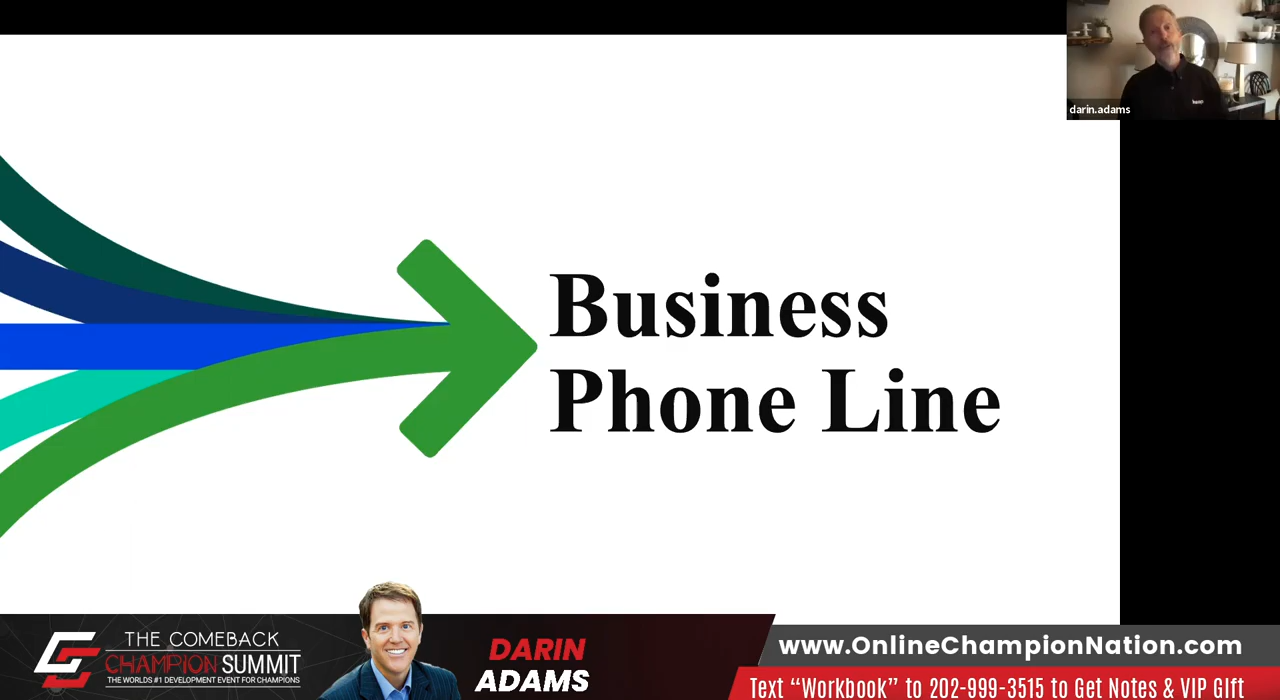 darin.adams
Business
Phone Line
THE COMEBACK
CHAMPION SUMMIT
THE WORLDS #1 DEVELOPMENT EVENT FOR CHAMPIONS
DARIN
ADAMS
www.OnlineChampionNation.com
Text “Workbook” to 202-999-3515 to Get Notes & VIP GIft